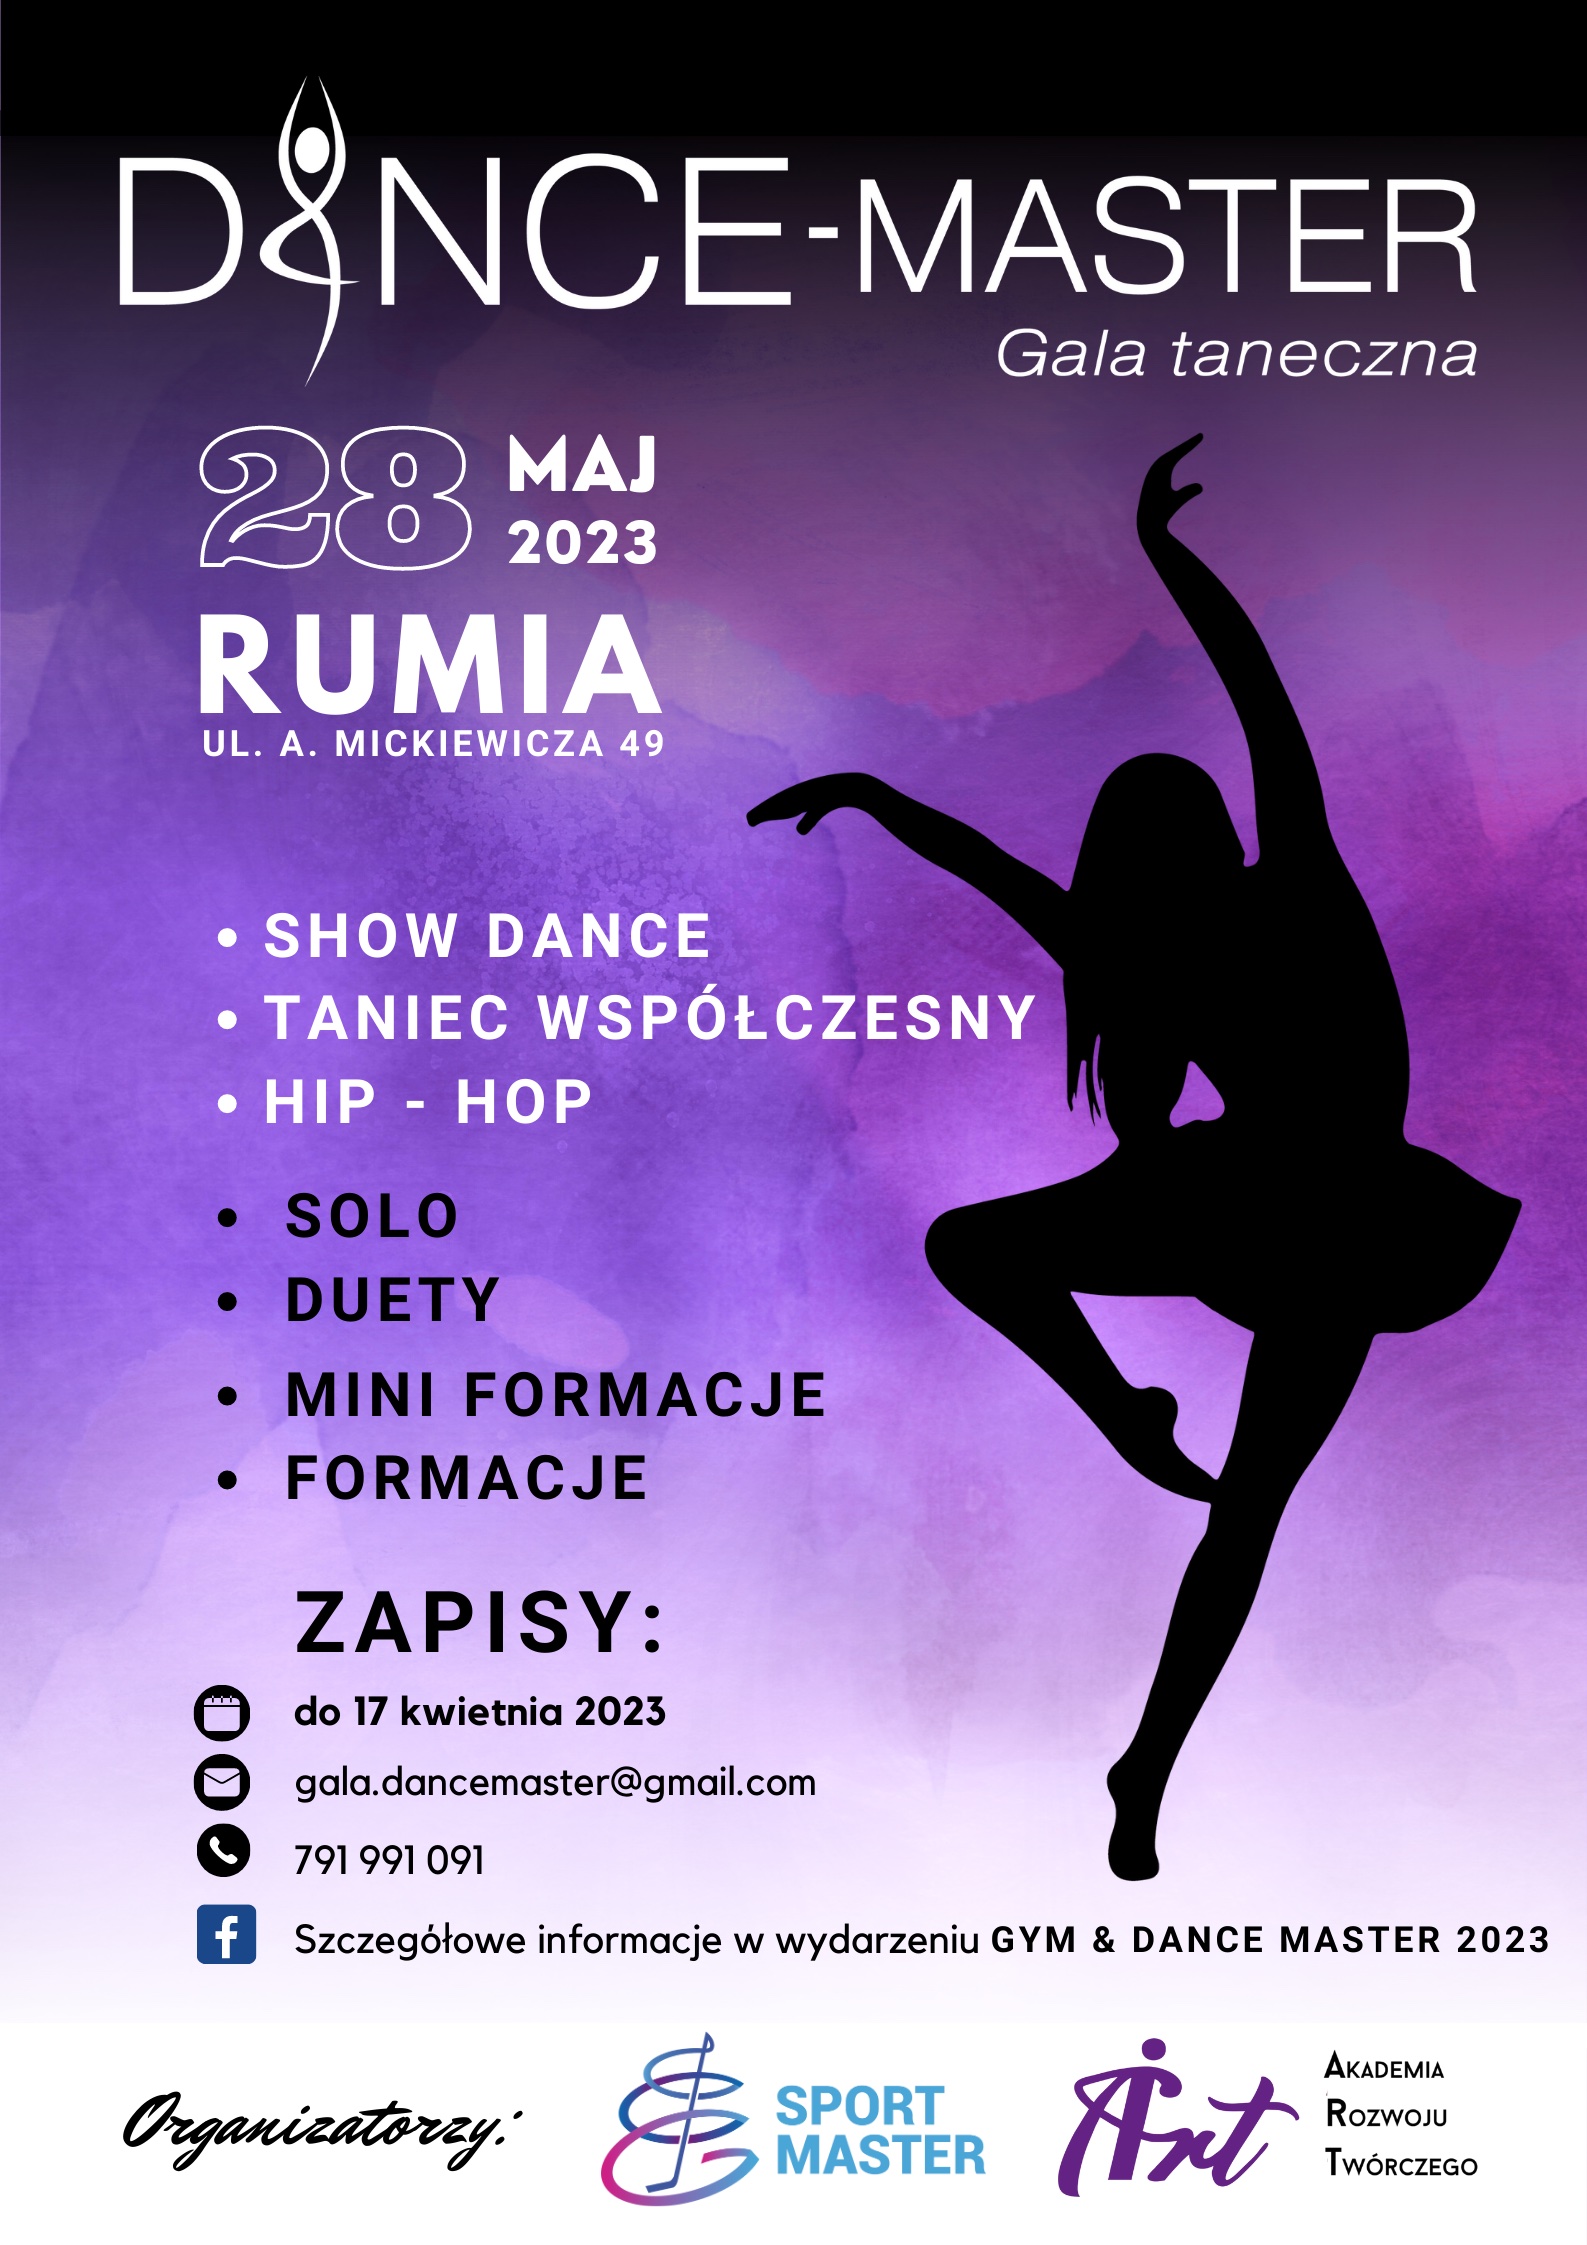 DANCE-MASTER
Gala taneczna
28 MAJ
2023
RUMIA
UL. A. MICKIEWICZA 49
• SHOW DANCE
• TANIEC WSPÓŁCZESNY
• HIP - HOP
• SOLO
• DUETY
• MINI FORMACJE
• FORMACJE
ZAPISY:
do 17 kwietnia 2023
gala.dancemaster@gmail.com
791 991 091
Szczegółowe informacje w wydarzeniu GYM & DANCE MASTER 2023
Organizatorzy:
SPORT
MASTER
Art
AKADEMIA
ROZWOJU
TWÓRCZEGO